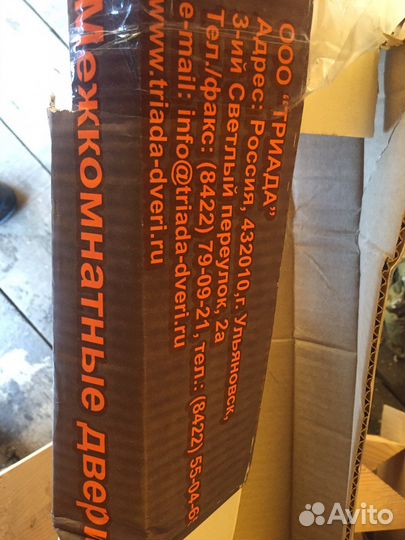 ООО "ТРИАДА"
Адрес: Россия, 432010,г. Ульяновск,
3-ий Светлый переулок, 2а
Тел./факс: (8422) 79-09-21, тел.: (8422) 55-04-6
e-mail: info@triada-dveri.ru
www.triada-dveri.ru
Межкомнатные двери
Avito